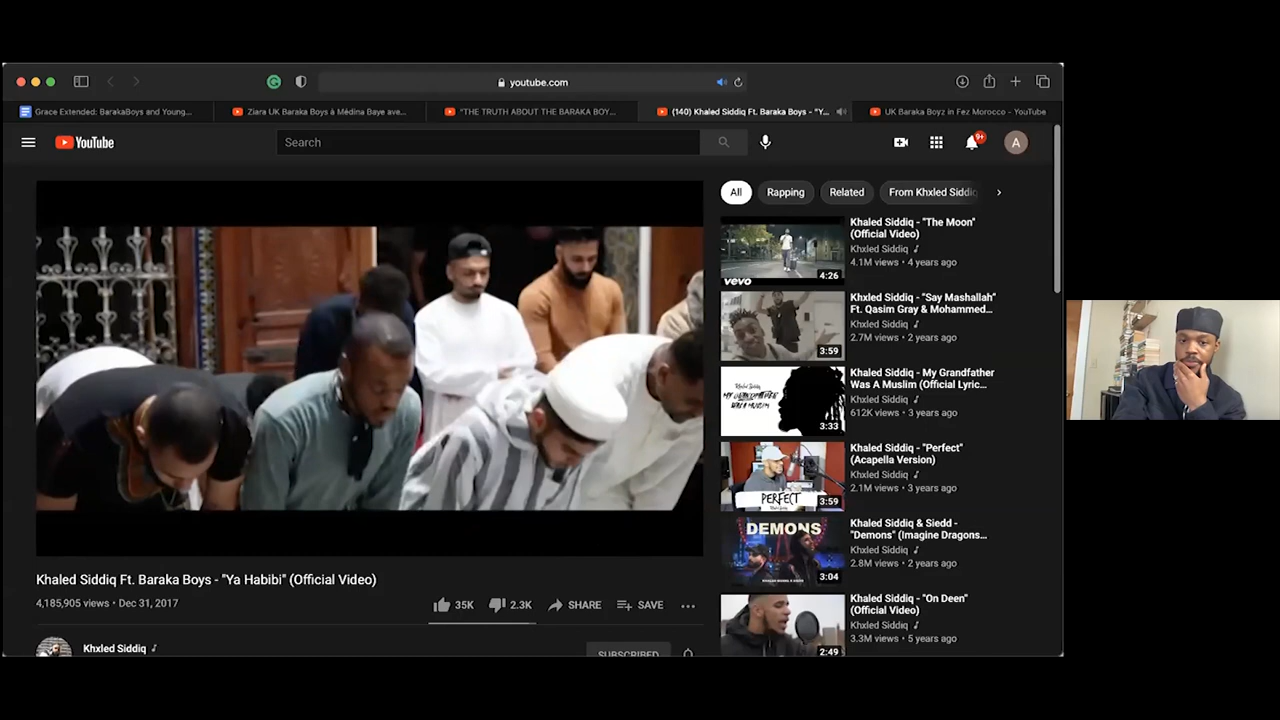 youtube.com
Grace Extended: BarakaBoys and Young...
Ziara UK Baraka Boys à Médina Baye ave...
"THE TRUTH ABOUT THE BARAKA BOY...
(140) Khaled Siddiq Ft. Baraka Boys - "Y...
UK Baraka Boyz in Fez Morocco - YouTube
YouTube
Search
9+
A
All
Rapping
Related
From Khxled Siddiq
Khaled Siddiq - "The Moon"
(Official Video)
Khxled Siddiq
4.1M views • 4 years ago
vevo
4:26
Khxled Siddiq - "Say Mashallah"
Ft. Qasim Gray & Mohammed...
Khxled Siddiq
2.7M views • 2 years ago
3:59
Khxled Siddiq - My Grandfather
Was A Muslim (Official Lyric...
Khxled Siddiq
612K views • 3 years ago
3:33
Khaled Siddiq - "Perfect"
(Acapella Version)
Khxled Siddiq
2.1M views • 3 years ago
PERFECT
3:59
Khaled Siddiq & Siedd -
"Demons" (Imagine Dragons...
Khxled Siddiq
2.8M views • 2 years ago
DEMONS
KHALED SIDDIQ X SIEDD
3:04
Khaled Siddiq - "On Deen"
(Official Video)
Khxled Siddiq
3.3M views • 5 years ago
2:49
Khaled Siddiq Ft. Baraka Boys - "Ya Habibi" (Official Video)
4,185,905 views • Dec 31, 2017
35K
2.3K
SHARE
SAVE
Khxled Siddiq
SUBSCRIBED